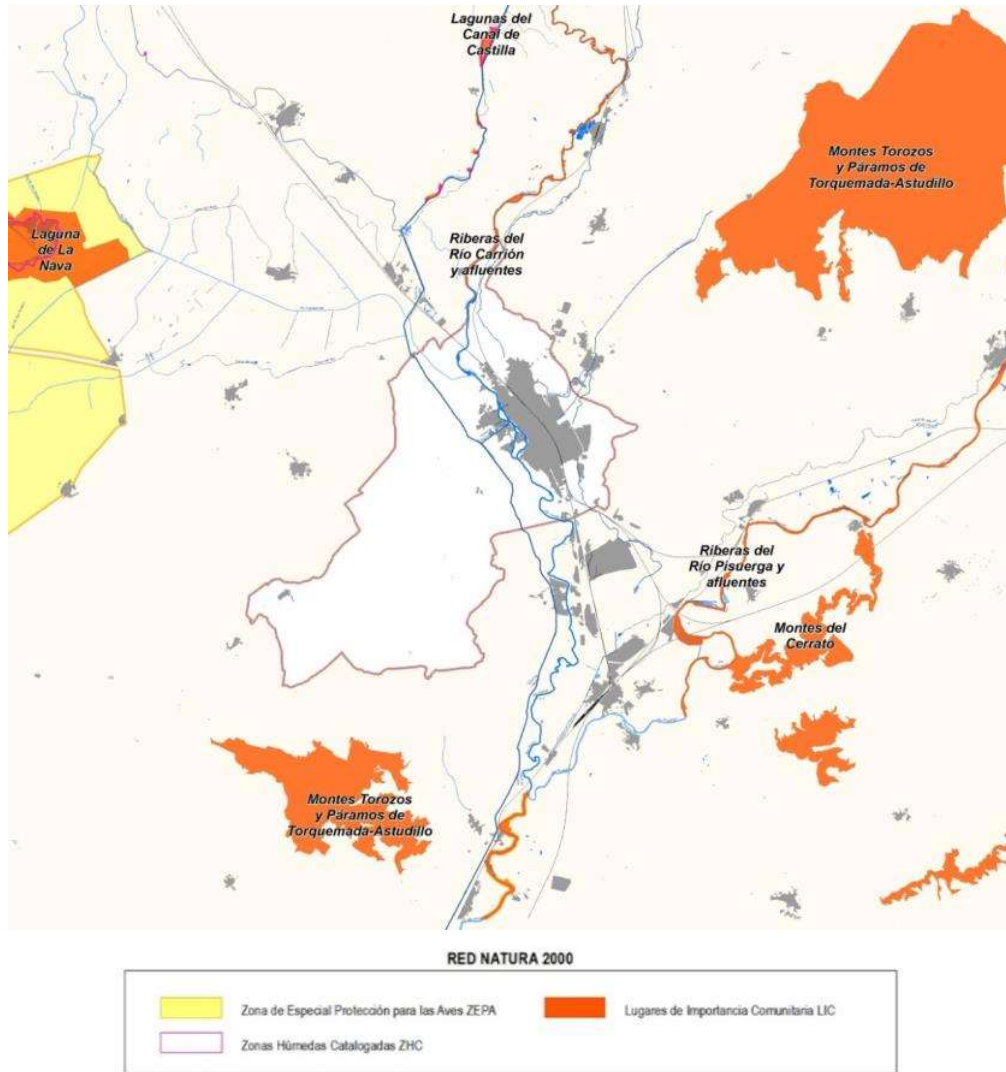 Lagunas del
Canal de
Castilla
Montes Torozos
y Páramos de
Torquemada-Astudillo
Laguna
de La
Nava
Riberas del
Río Carrión
y afluentes
Riberas del
Río Pisuerga y
afluentes
Montes del
Cerrato
Montes Torozos
y Páramos de
Torquemada-Astudillo
RED NATURA 2000
Zona de Especial Protección para las Aves ZEPA
Lugares de Importancia Comunitaria LIC
Zonas Húmedas Catalogadas ZHC